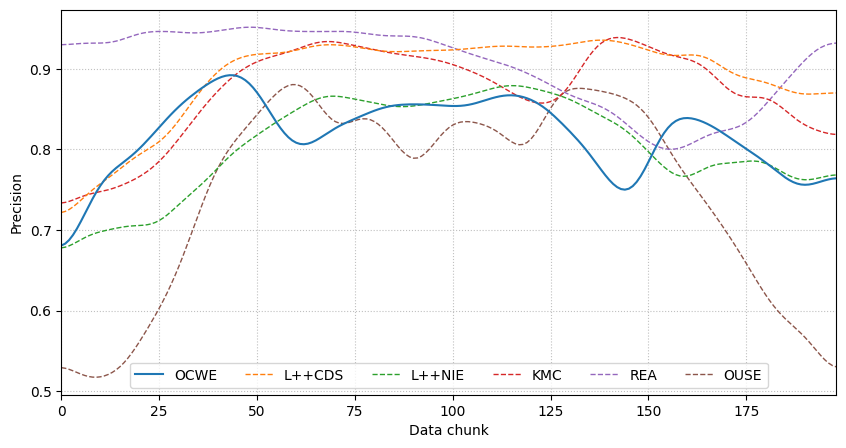 Precision
0.9
0.8
0.7
0.6
0.5
OCWE L++CDS L++NIE KMC REA OUSE
0 25 50 75 100 125 150 175
Data chunk